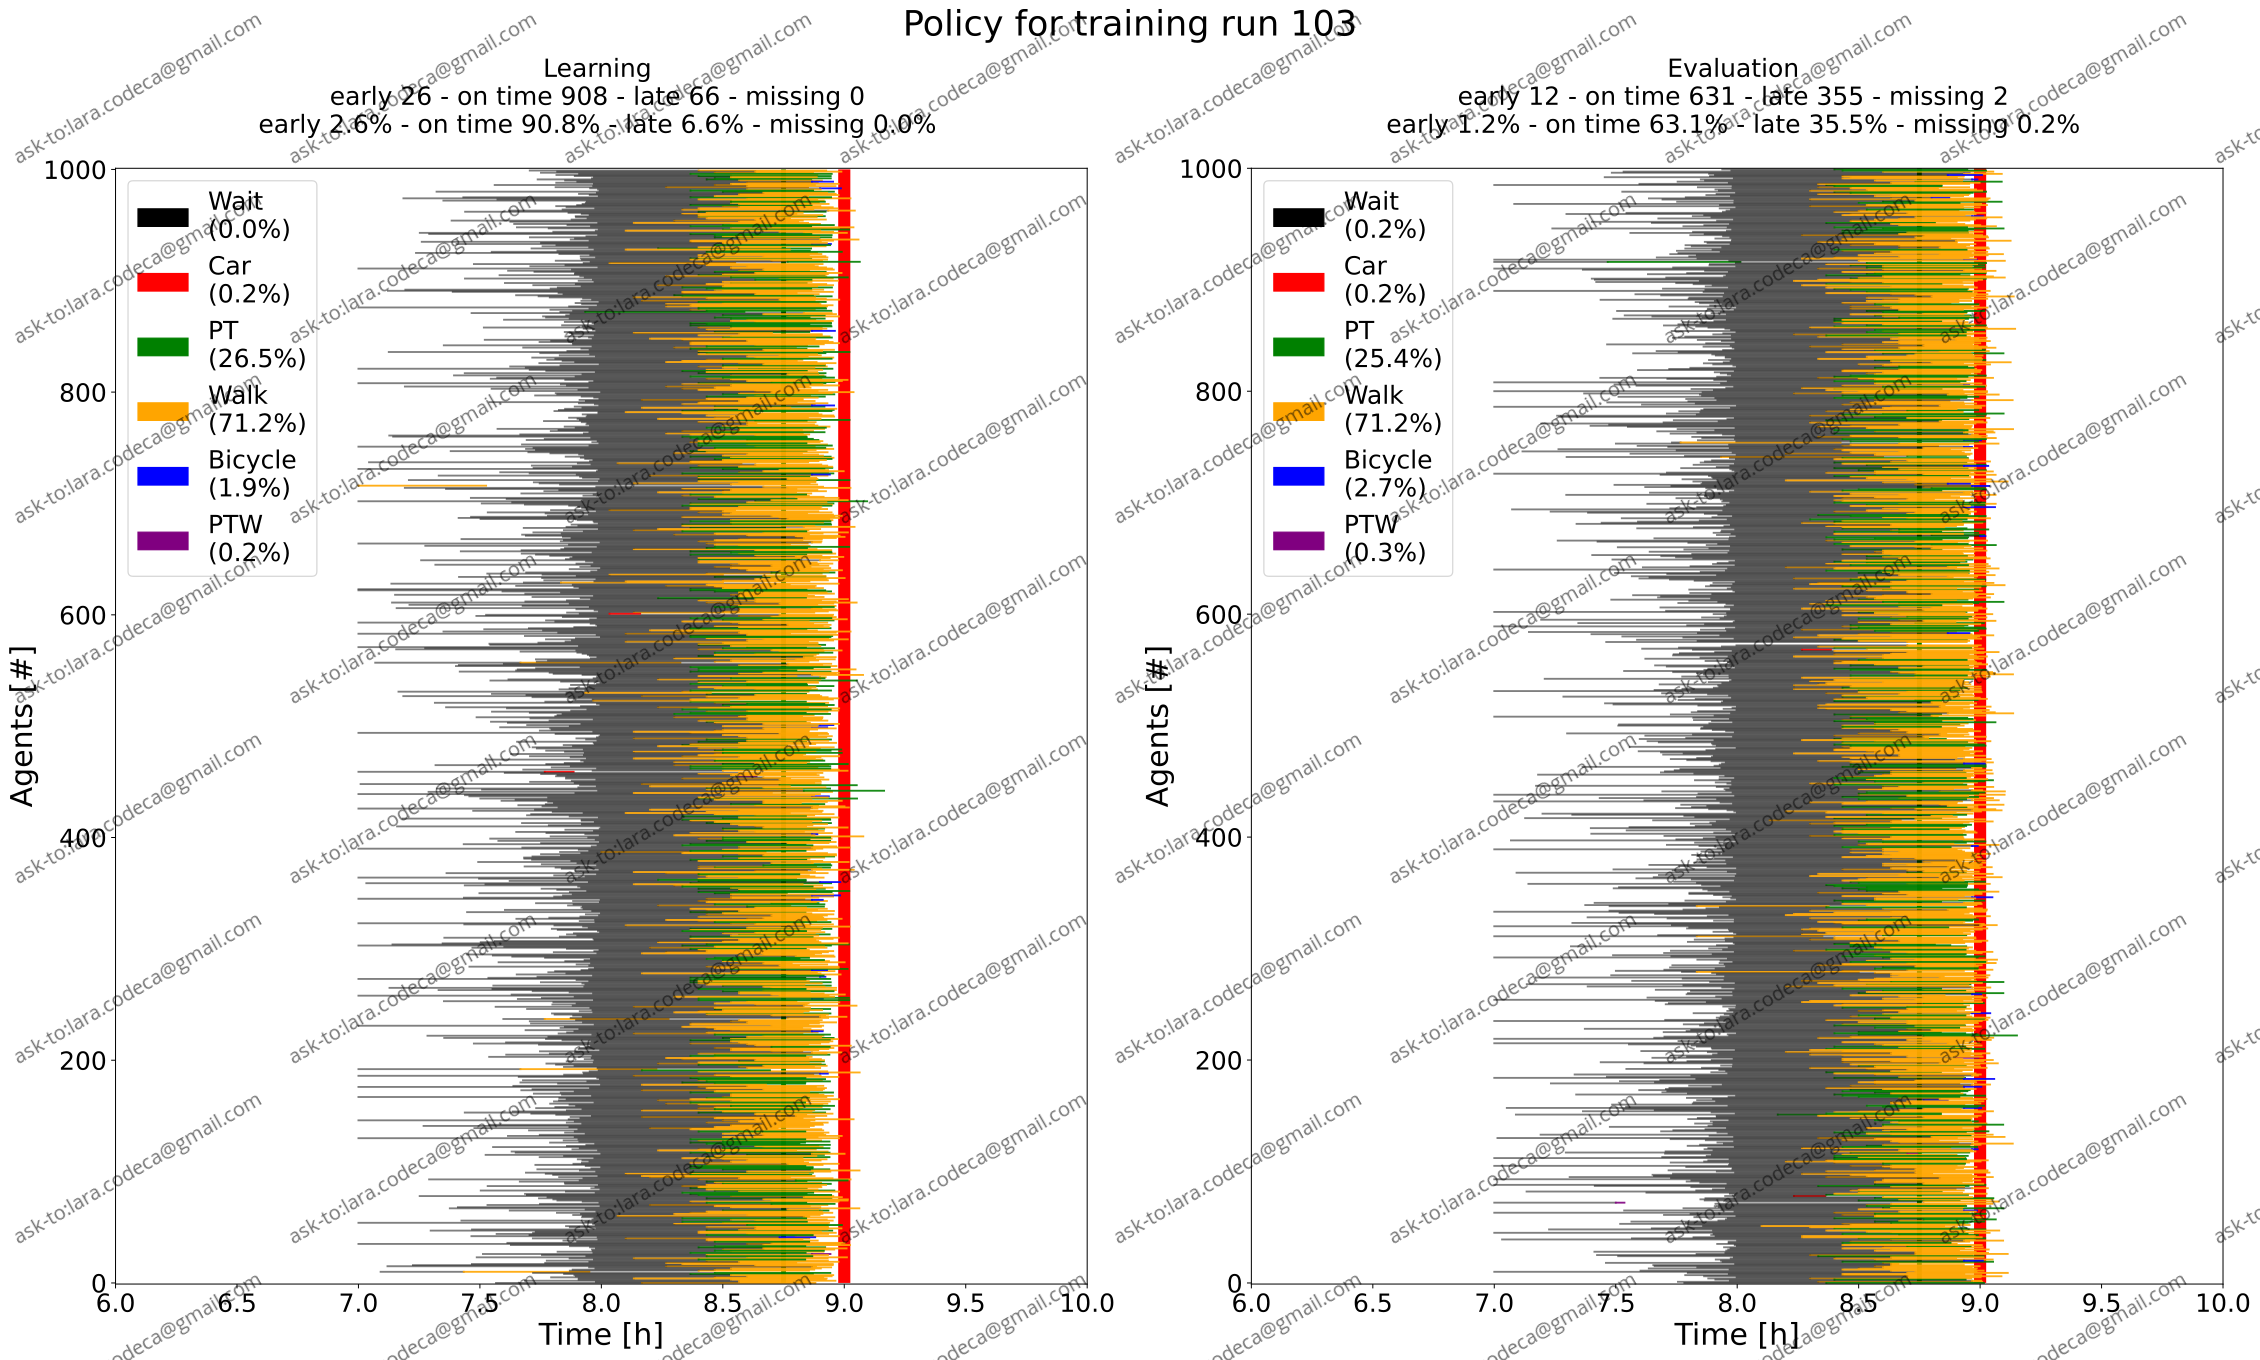 Policy for training run 103
Learning
early 26 - on time 908 - late 66 - missing 0
early 2.6% - on time 90.8% - late 6.6% - missing 0.0%
1000
800
600
400
200
0
Agents [#]
Wait
(0.0%)
Car
(0.2%)
PT
(26.5%)
Walk
(71.2%)
Bicycle
(1.9%)
PTW
(0.2%)
6.0 6.5 7.0 7.5 8.0 8.5 9.0 9.5 10.0
Time [h]
Evaluation
early 12 - on time 631 - late 355 - missing 2
early 1.2% - on time 63.1% - late 35.5% - missing 0.2%
1000
800
600
400
200
0
Agents [#]
Wait
(0.2%)
Car
(0.2%)
PT
(25.4%)
Walk
(71.2%)
Bicycle
(2.7%)
PTW
(0.3%)
6.0 6.5 7.0 7.5 8.0 8.5 9.0 9.5 10.0
Time [h]
ask-to:lara.codeca@gmail.com